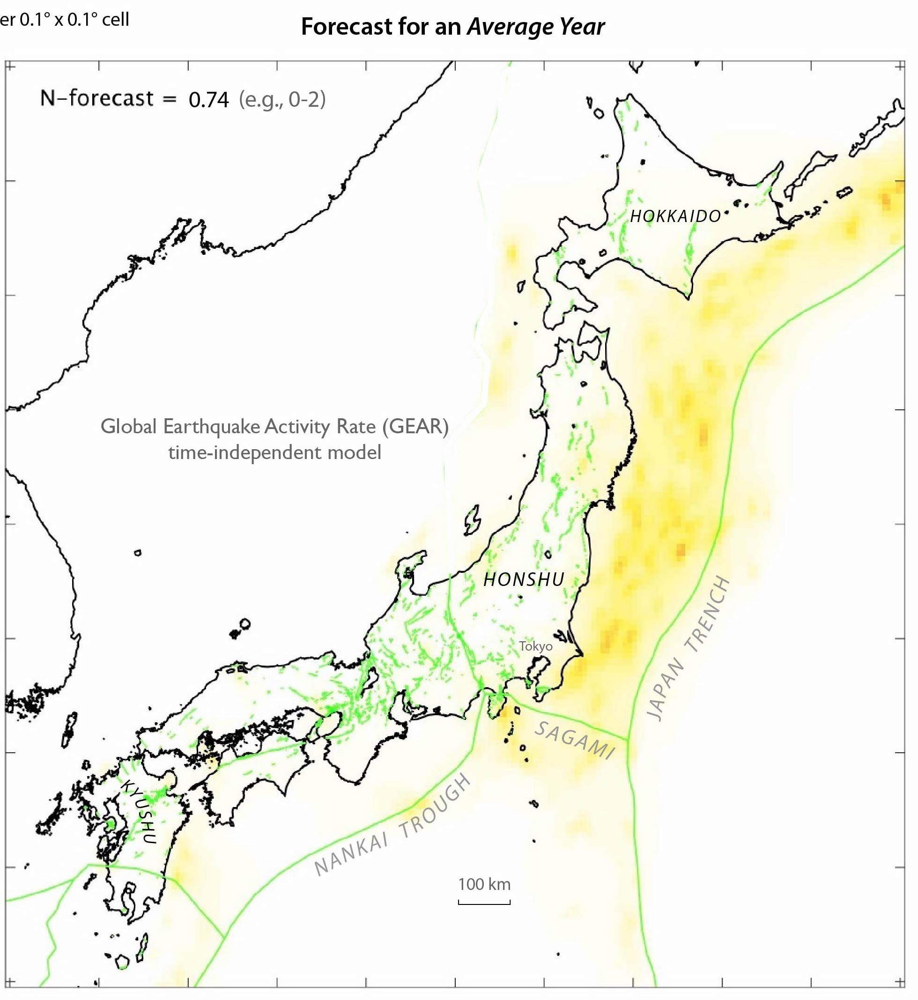 er 0.1° x 0.1° cell
Forecast for an Average Year
N-forecast = 0.74 (e.g., 0-2)
HOKKAIDO
Global Earthquake Activity Rate (GEAR)
time-independent model
HONSHU
Tokyo
JAPAN TRENCH
SAGAMI
KYUSHU
NANKAI TROUGH
100 km